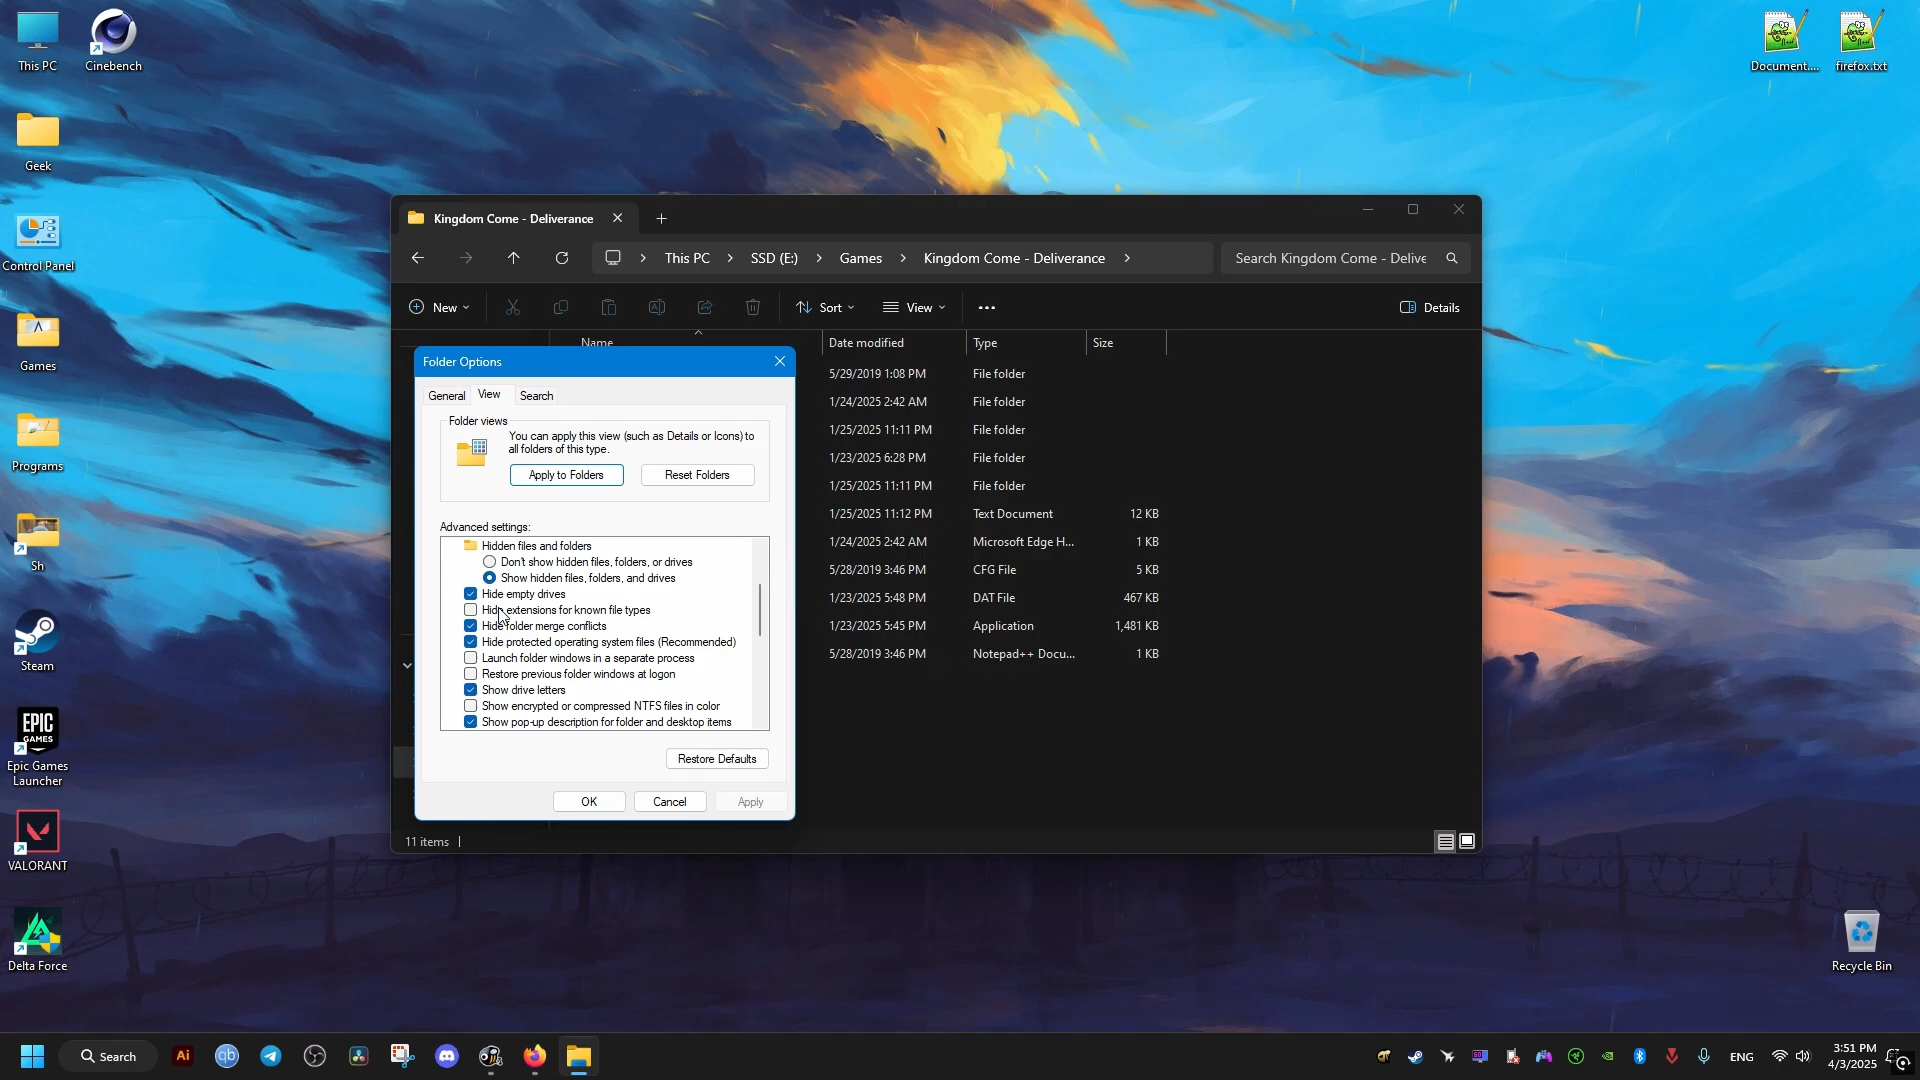 This PC
Cinebench
Document....
firefox.txt
Geek
Control Panel
Games
Programs
Sh
Steam
EPIC
GAMES
Epic Games
Launcher
VALORANT
Delta Force
Recycle Bin
Kingdom Come - Deliverance
This PC
SSD (E:)
Games
Kingdom Come - Deliverance
Search Kingdom Come - Delive
New
Sort
View
Details
Name
Date modified
Type
Size
5/29/2019 1:08 PM File folder
1/24/2025 2:42 AM File folder
1/25/2025 11:11 PM File folder
1/23/2025 6:28 PM File folder
1/25/2025 11:11 PM File folder
1/25/2025 11:12 PM Text Document 12 KB
1/24/2025 2:42 AM Microsoft Edge H... 1 KB
5/28/2019 3:46 PM CFG File 5 KB
1/23/2025 5:48 PM DAT File 467 KB
1/23/2025 5:45 PM Application 1,481 KB
5/28/2019 3:46 PM Notepad++ Docu... 1 KB
11 items
Folder Options
General View Search
Folder views
You can apply this view (such as Details or Icons) to
all folders of this type.
Apply to Folders Reset Folders
Advanced settings:
Hidden files and folders
Don't show hidden files, folders, or drives
Show hidden files, folders, and drives
Hide empty drives
Hide extensions for known file types
Hide folder merge conflicts
Hide protected operating system files (Recommended)
Launch folder windows in a separate process
Restore previous folder windows at logon
Show drive letters
Show encrypted or compressed NTFS files in color
Show pop-up description for folder and desktop items
Restore Defaults
OK Cancel Apply
Search
Ai
qb
ENG
3:51 PM
4/3/2025